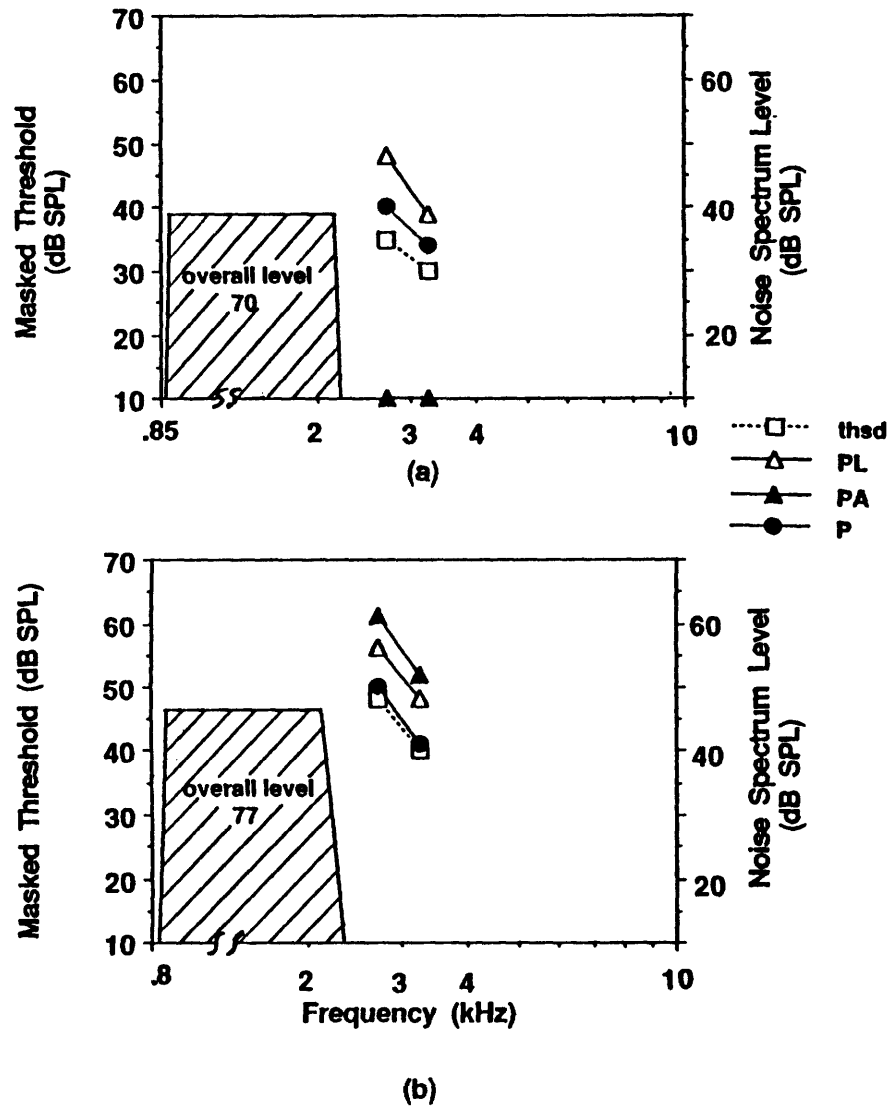 70
60
50
40
30
20
10
Masked Threshold
(dB SPL)
overall level
70
60
40
20
Noise Spectrum Level
(dB SPL)
.85 2 3 4 10
(a)
thsd
PL
PA
P
70
60
50
40
30
20
10
Masked Threshold (dB SPL)
overall level
77
60
40
20
Noise Spectrum Level
(dB SPL)
.8 2 3 4 10
Frequency (kHz)
(b)